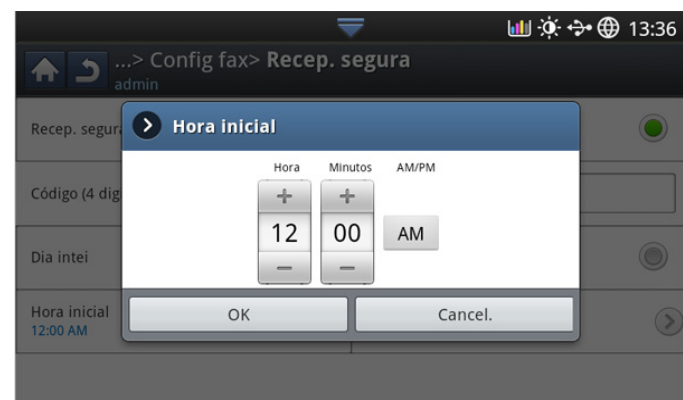 13:36
...> Config fax> Recep. segura
admin
Recep. segura
Hora inicial
Código (4 dig
Hora Minutos AM/PM
12 00 AM
Dia intei
Hora inicial
12:00 AM
OK Cancel.